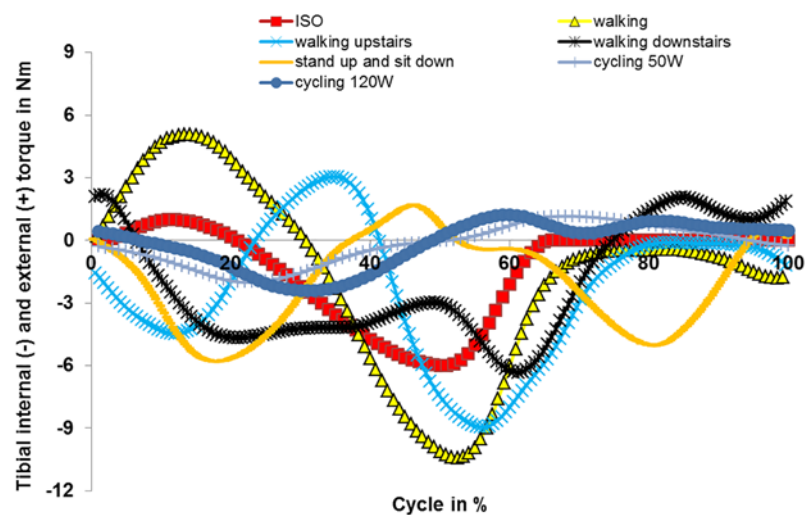 ISO
walking
walking upstairs
walking downstairs
stand up and sit down
cycling 50W
cycling 120W
Tibial internal (-) and external (+) torque in Nm
9
6
3
0
-3
-6
-9
-12
0
20
40
60
80
100
Cycle in %